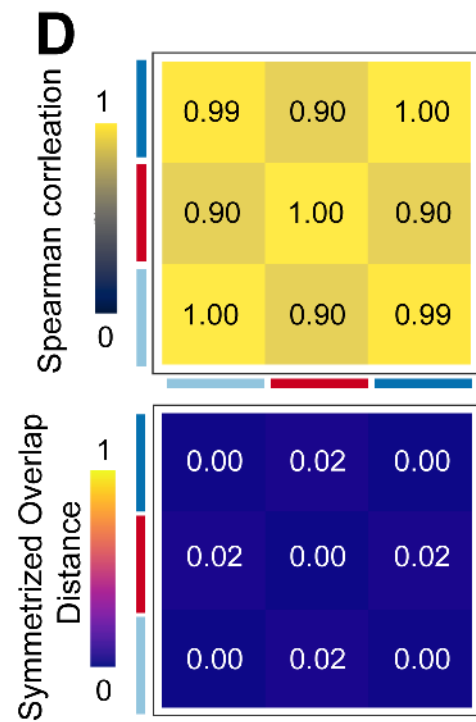 D
Spearman corrleation
1
0
0.99 0.90 1.00
0.90 1.00 0.90
1.00 0.90 0.99
Symmetrized Overlap
Distance
1
0
0.00 0.02 0.00
0.02 0.00 0.02
0.00 0.02 0.00